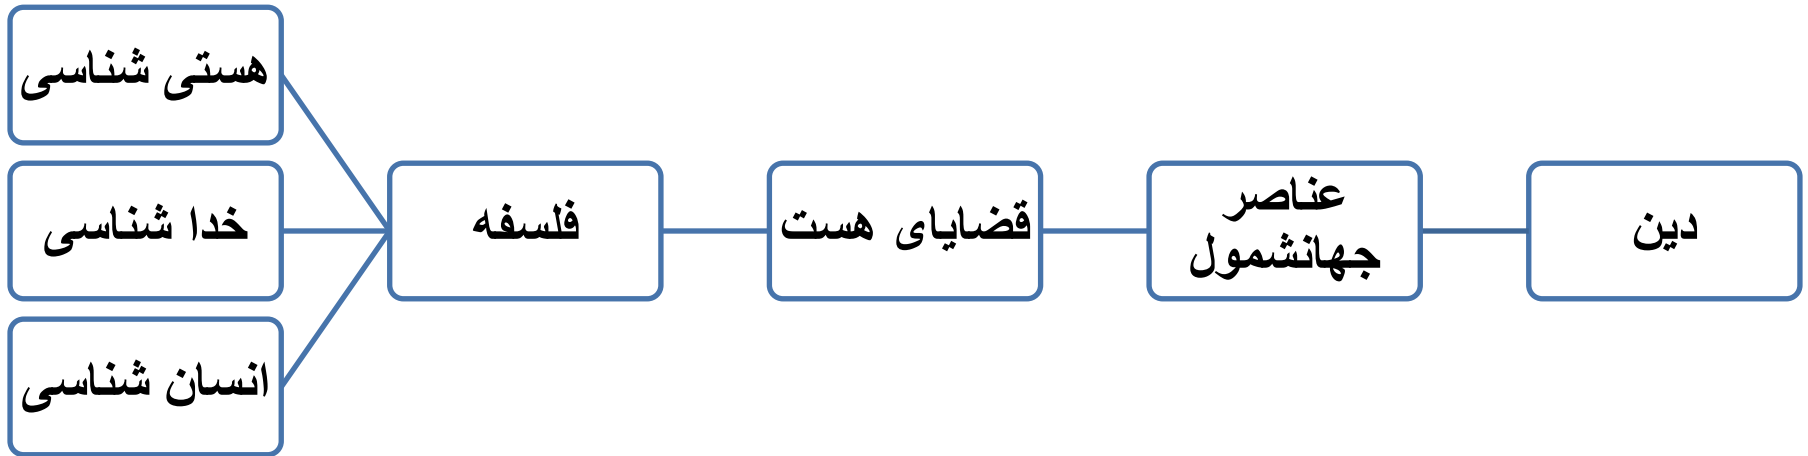 دین
عناصر
جهانشمول
قضایای هست
فلسفه
هستی شناسی
خدا شناسی
انسان شناسی